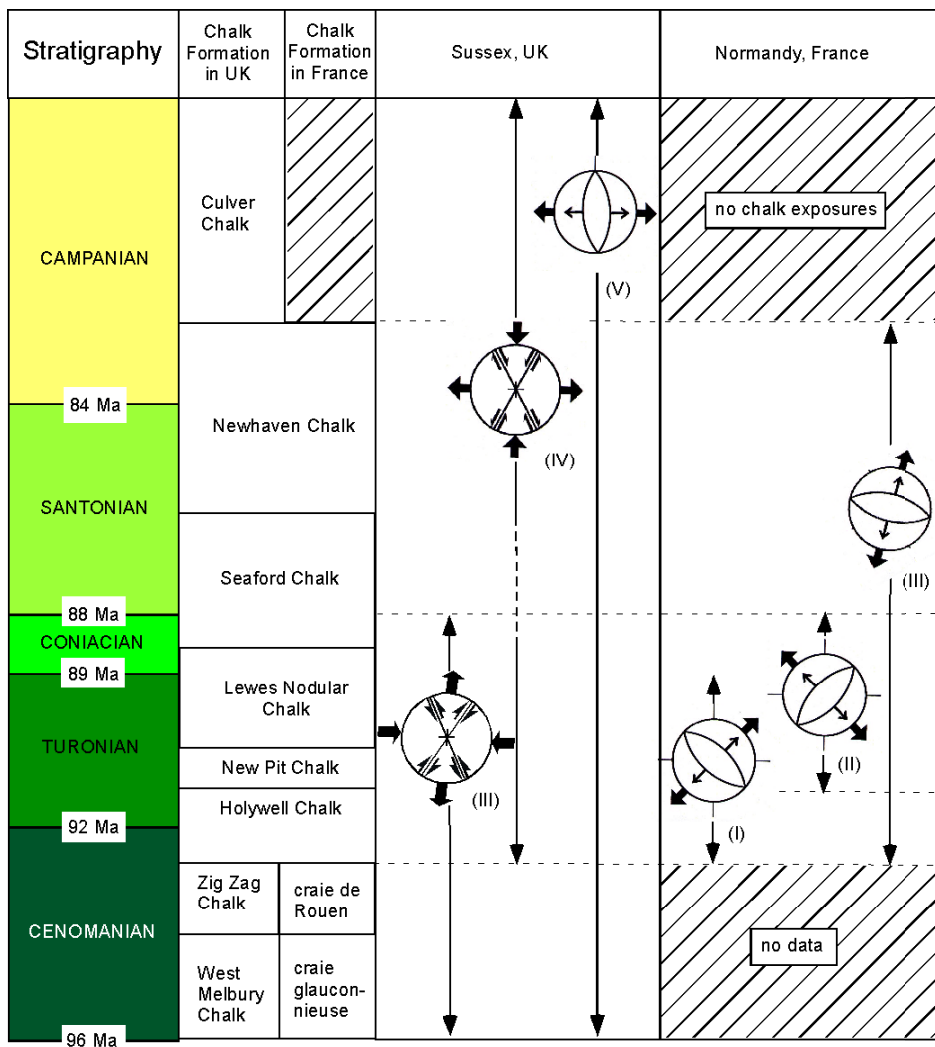 Stratigraphy
Chalk
Formation
in UK
Chalk
Formation
in France
Sussex, UK
Normandy, France
CAMPANIAN
84 Ma
SANTONIAN
88 Ma
CONIACIAN
89 Ma
TURONIAN
92 Ma
CENOMANIAN
96 Ma
Culver
Chalk
Newhaven Chalk
Seaford Chalk
Lewes Nodular
Chalk
New Pit Chalk
Holywell Chalk
Zig Zag
Chalk
craie de
Rouen
West
Melbury
Chalk
craie
glaucon-
nieuse
(V)
(IV)
(III)
no chalk exposures
(III)
(II)
(I)
no data